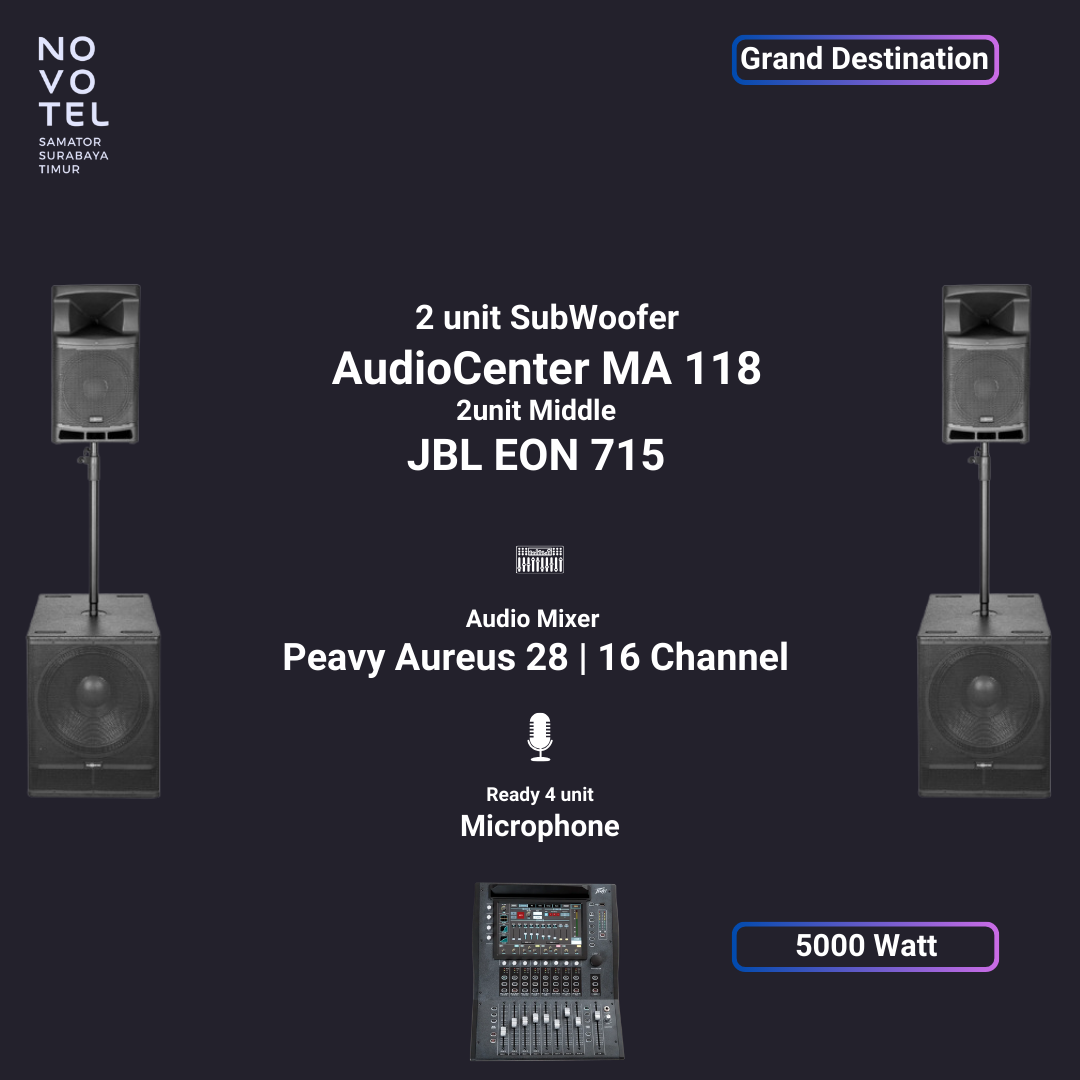 NO
VO
TEL
SAMATOR
SURABAYA
TIMUR
Grand Destination
2 unit SubWoofer
AudioCenter MA 118
2unit Middle
JBL EON 715
Audio Mixer
Peavy Aureus 28 | 16 Channel
Ready 4 unit
Microphone
5000 Watt